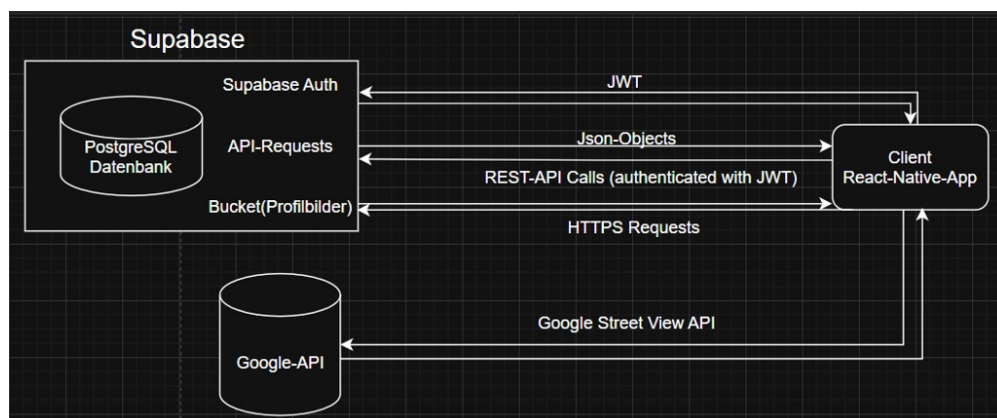 Supabase
Supabase Auth
JWT
PostgreSQL
Datenbank
API-Requests
Json-Objects
REST-API Calls (authenticated with JWT)
Client
React-Native-App
Bucket(Profilbilder)
HTTPS Requests
Google Street View API
Google-API